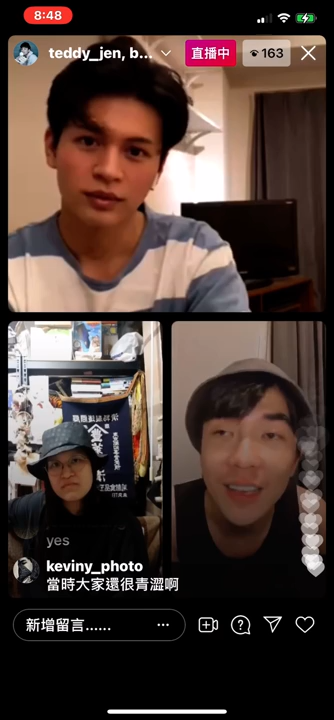 8:48
teddy_jen, b...
直播中
163
yes
keviny_photo
當時大家還很青澀啊
新增留言......